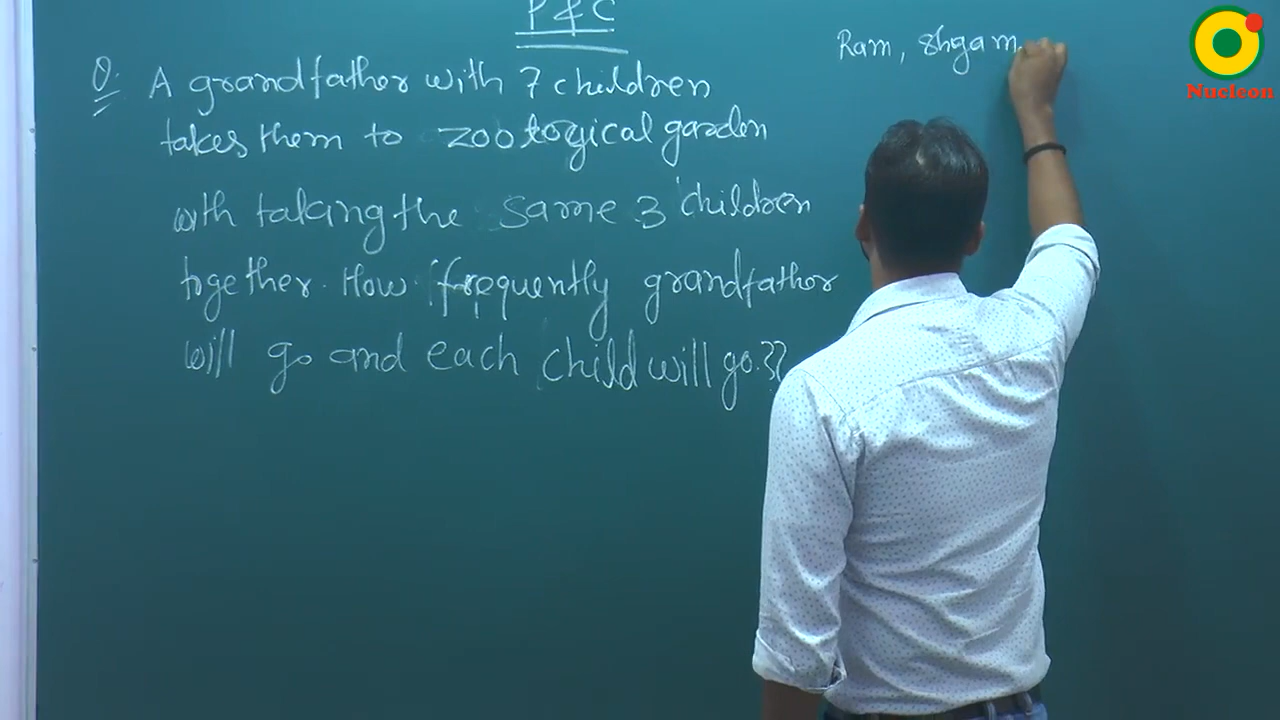 P & C
Q. A grandfather with 7 children
takes them to zoological garden
with taking the same 3 children
together. How frequently grandfather
will go and each child will go.??
Ram, Shyam,
Nucleon